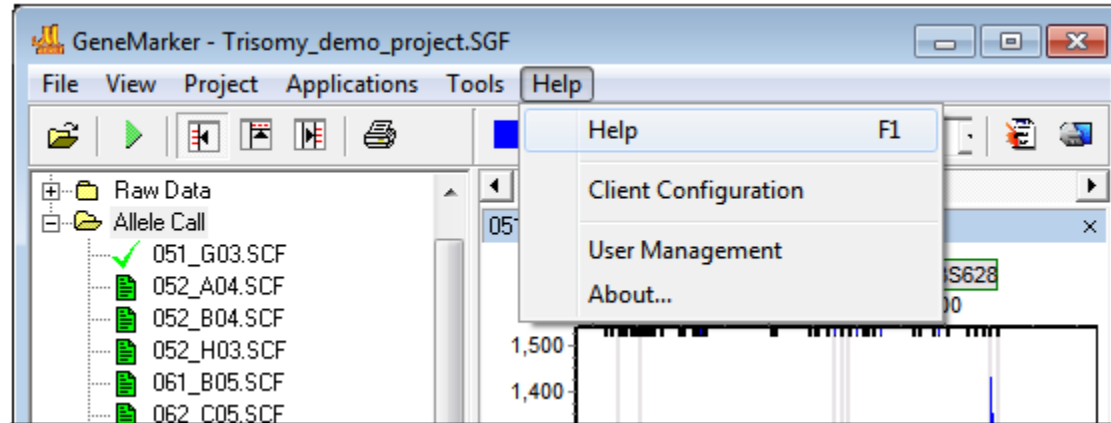 GeneMarker - Trisomy_demo_project.SGF
File View Project Applications Tools Help
Help F1
Client Configuration
User Management
About...
Raw Data
Allele Call
051_G03.SCF
052_A04.SCF
052_B04.SCF
052_H03.SCF
061_B05.SCF
062_C05.SCF
1,500
1,400